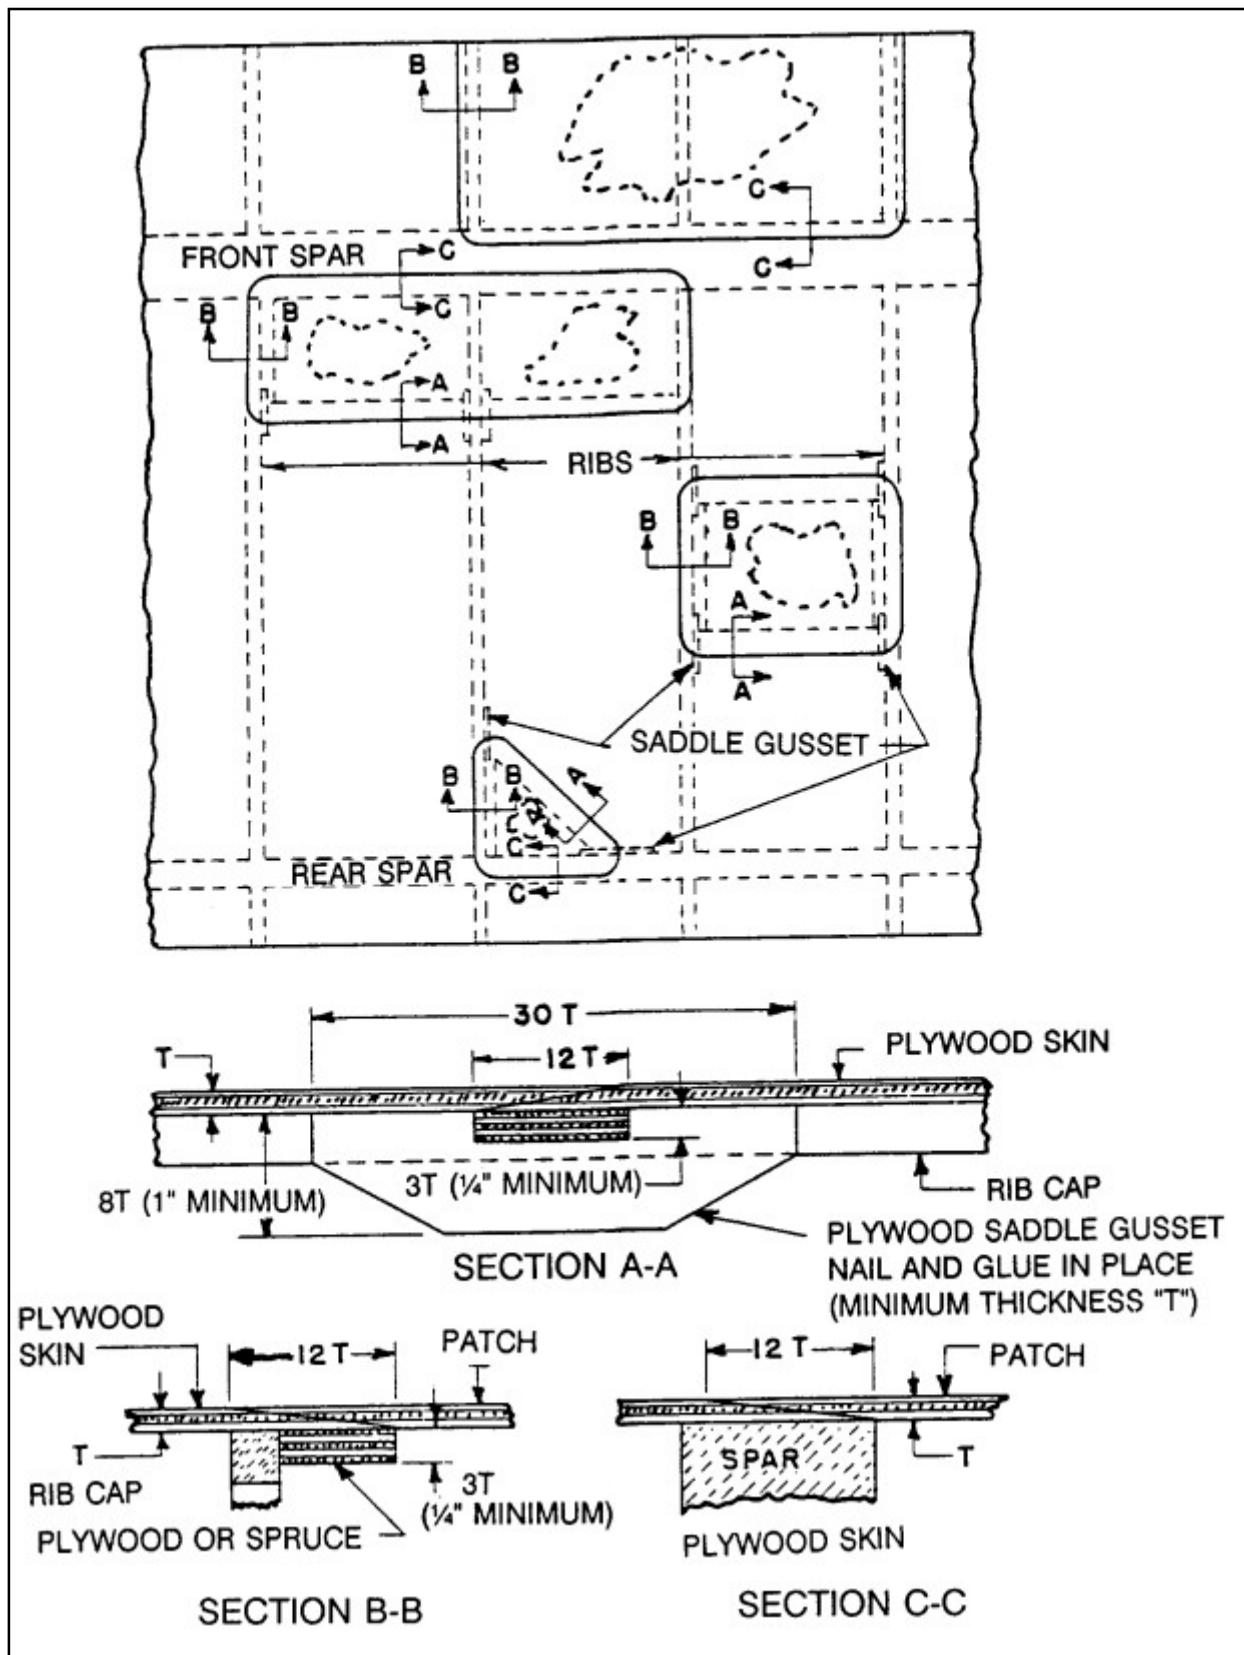 B B
C
C
FRONT SPAR
C
C
B B
A
A
RIBS
B B
A
A
SADDLE GUSSET
B B
A
A
C
C
REAR SPAR
30 T
12 T
T
PLYWOOD SKIN
8T (1" MINIMUM)
3T (¼" MINIMUM)
RIB CAP
PLYWOOD SADDLE GUSSET
NAIL AND GLUE IN PLACE
(MINIMUM THICKNESS "T")
SECTION A-A
PLYWOOD
SKIN
12 T
PATCH
T
RIB CAP
3T
(¼" MINIMUM)
PLYWOOD OR SPRUCE
SECTION B-B
12 T
PATCH
SPAR
T
PLYWOOD SKIN
SECTION C-C